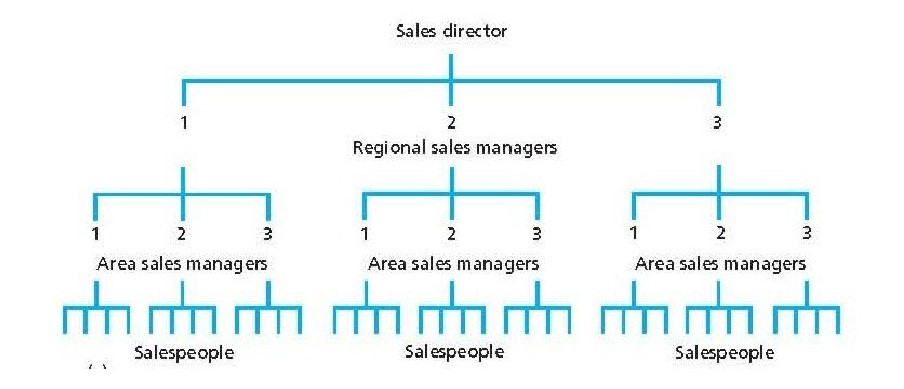 Sales director
1 2 3
Regional sales managers
1 2 3 1 2 3 1 2 3
Area sales managers Area sales managers Area sales managers
Salespeople Salespeople Salespeople